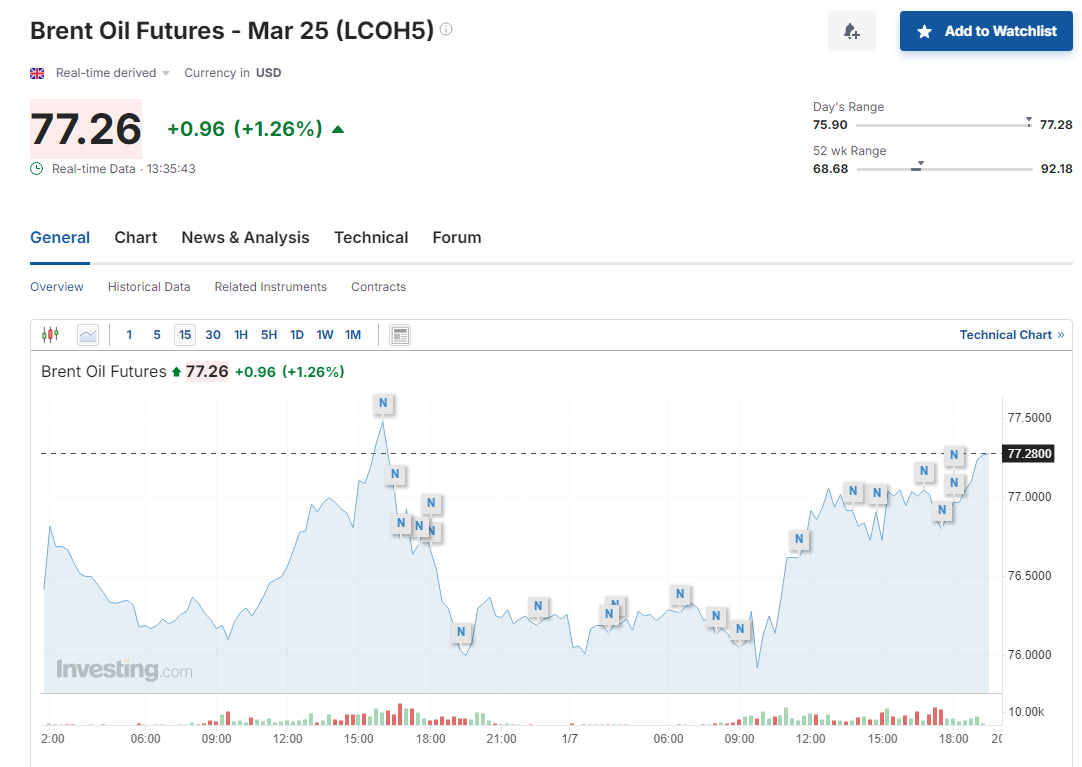 Brent Oil Futures - Mar 25 (LCOH5)
Add to Watchlist
Real-time derived Currency in USD
77.26 +0.96 (+1.26%)
Real-time Data · 13:35:43
Day's Range
75.90 77.28
52 wk Range
68.68 92.18
General Chart News & Analysis Technical Forum
Overview Historical Data Related Instruments Contracts
1 5 15 30 1H 5H 1D 1W 1M Technical Chart »
Brent Oil Futures 77.26 +0.96 (+1.26%)
N
77.5000
N
77.2800
N
N
N
N
N
N
77.0000
N
N
N
N
N
N
76.5000
N
N
N
N
N
N
N
76.0000
Investing.com
10.00k
2:00 06:00 09:00 12:00 15:00 18:00 21:00 1/7 06:00 09:00 12:00 15:00 18:00 20